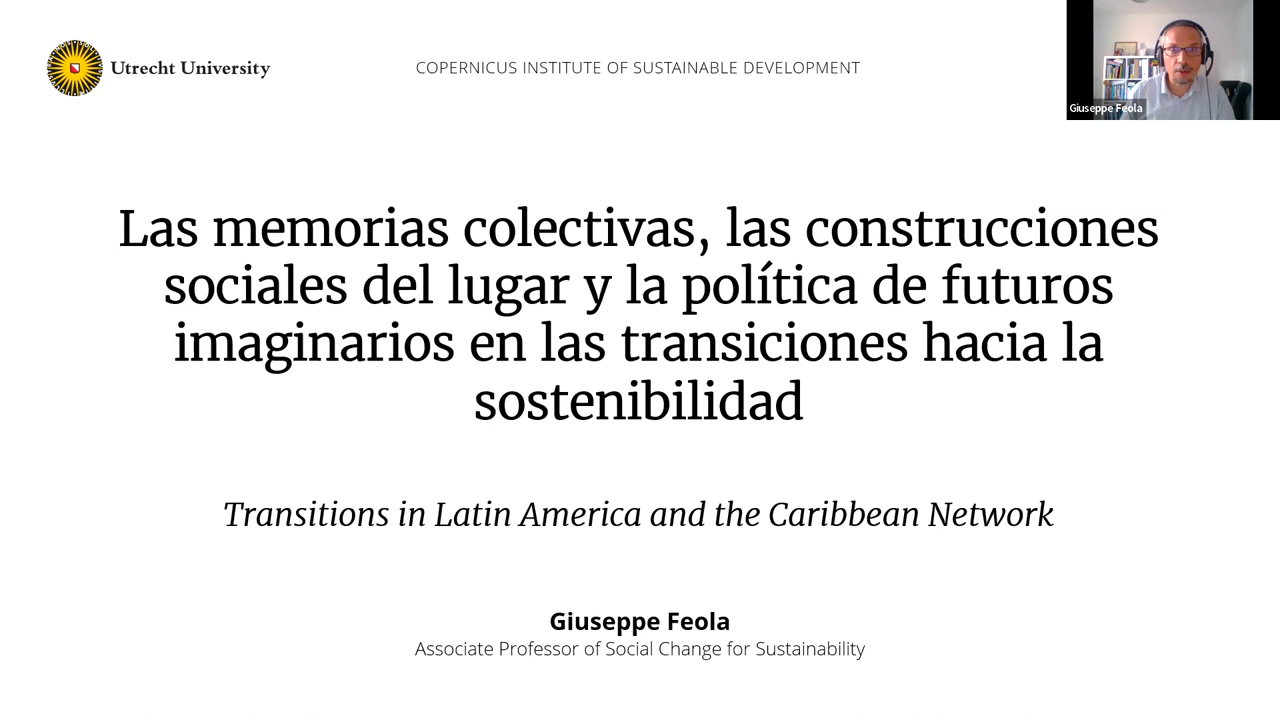 Utrecht University
COPERNICUS INSTITUTE OF SUSTAINABLE DEVELOPMENT
Giuseppe Feola
Las memorias colectivas, las construcciones
sociales del lugar y la política de futuros
imaginarios en las transiciones hacia la
sostenibilidad
Transitions in Latin America and the Caribbean Network
Giuseppe Feola
Associate Professor of Social Change for Sustainability